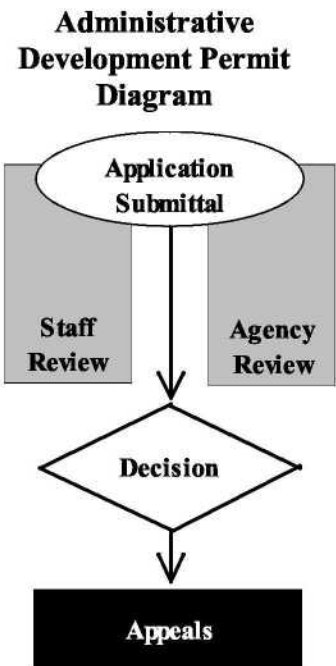 Administrative
Development Permit
Diagram
Application
Submittal
Staff
Review
Agency
Review
Decision
Appeals